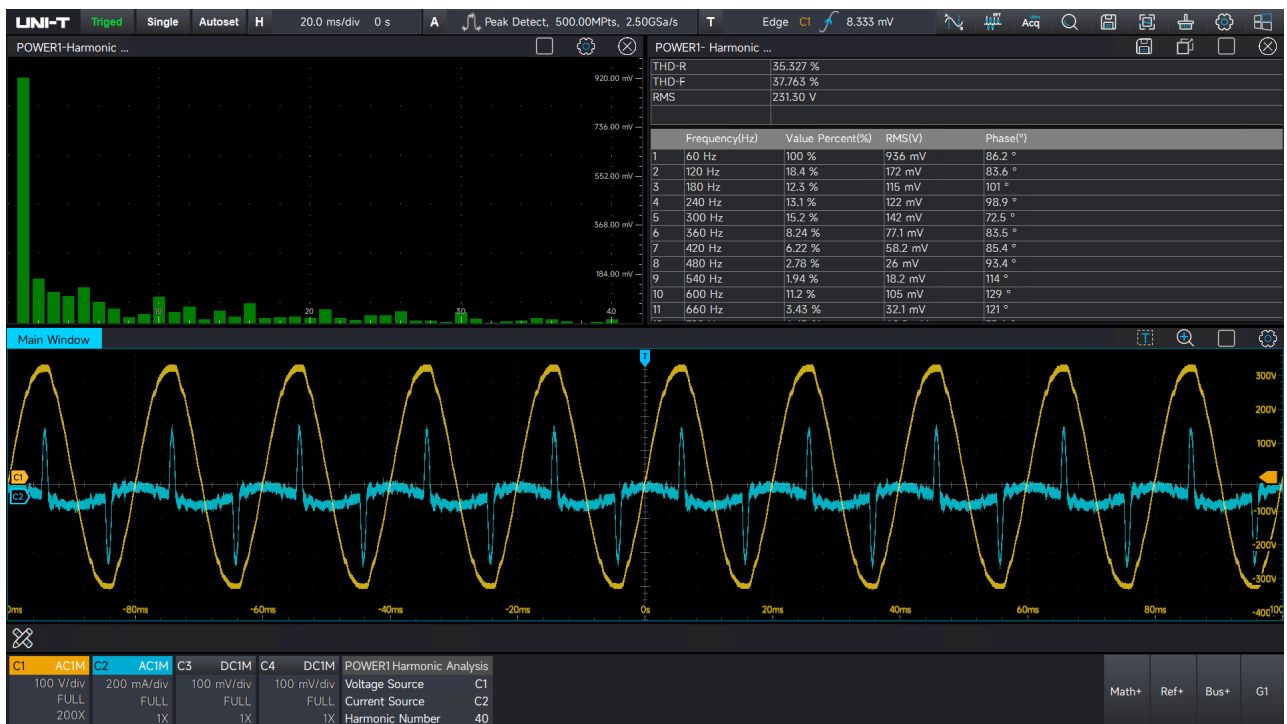 UNI-T Triged Single Autoset H 20.0 ms/div 0 s A Peak Detect, 500.00MPts, 2.50GSa/s T Edge C1 8.333 mV Acq
POWER1-Harmonic ...
920.00 mV
736.00 mV
552.00 mV
368.00 mV
184.00 mV
10 20 30 40
POWER1- Harmonic ...
THD-R 35.327 %
THD-F 37.763 %
RMS 231.30 V
Frequency(Hz) Value Percent(%) RMS(V) Phase(°)
1 60 Hz 100 % 936 mV 86.2 °
2 120 Hz 18.4 % 172 mV 83.6 °
3 180 Hz 12.3 % 115 mV 101 °
4 240 Hz 13.1 % 122 mV 98.9 °
5 300 Hz 15.2 % 142 mV 72.5 °
6 360 Hz 8.24 % 77.1 mV 83.5 °
7 420 Hz 6.22 % 58.2 mV 85.4 °
8 480 Hz 2.78 % 26 mV 93.4 °
9 540 Hz 1.94 % 18.2 mV 114 °
10 600 Hz 11.2 % 105 mV 129 °
11 660 Hz 3.43 % 32.1 mV 121 °
Main Window
T
300V
200V
100V
C1
C2
-100V
-200V
-300V
0ms -80ms -60ms -40ms -20ms 0s 20ms 40ms 60ms 80ms
C1 AC1M C2 AC1M C3 DC1M C4 DC1M POWER1 Harmonic Analysis
100 V/div 200 mA/div 100 mV/div 100 mV/div Voltage Source C1
FULL FULL FULL FULL Current Source C2
200X 1X 1X 1X Harmonic Number 40
Math+ Ref+ Bus+ G1